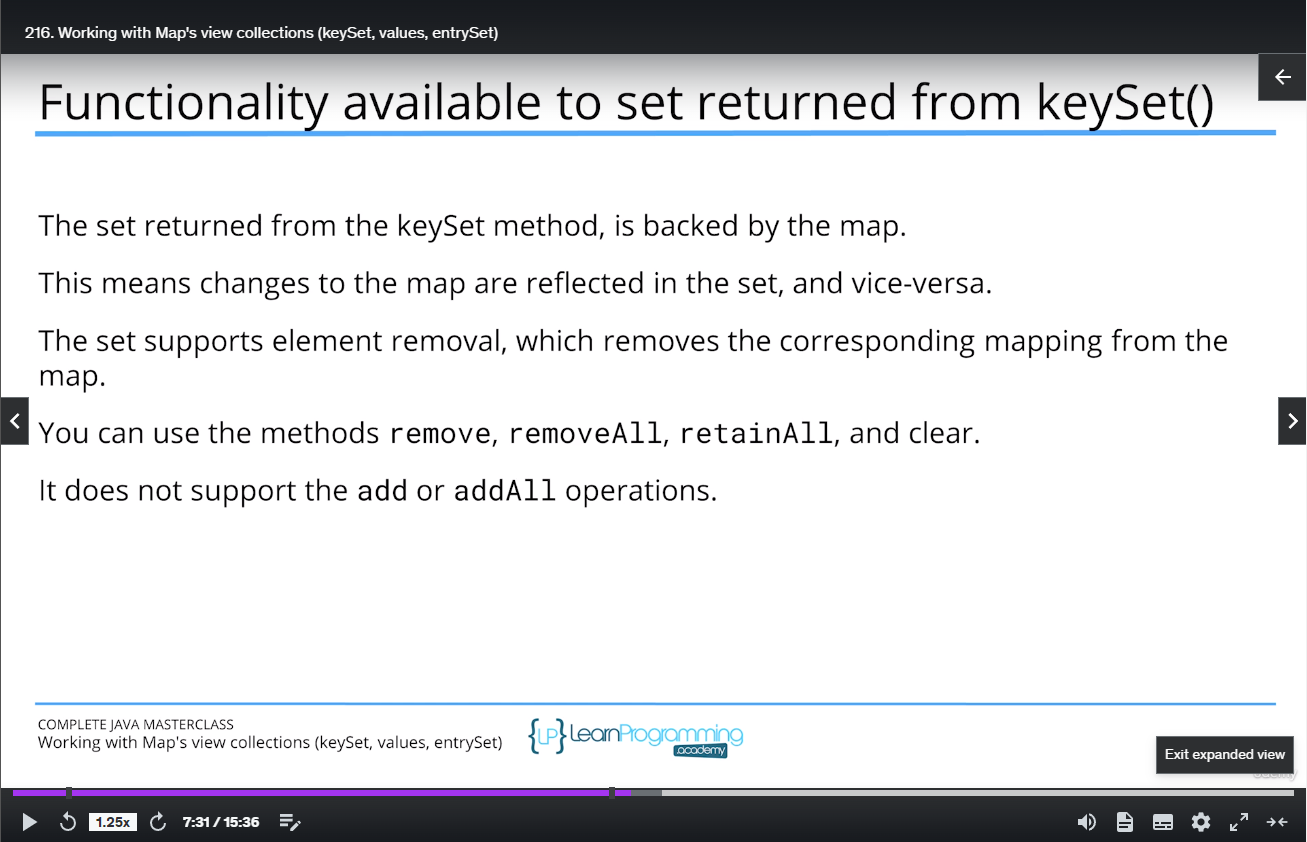 216. Working with Map's view collections (keySet, values, entrySet)
Functionality available to set returned from keySet()
The set returned from the keySet method, is backed by the map.
This means changes to the map are reflected in the set, and vice-versa.
The set supports element removal, which removes the corresponding mapping from the
map.
You can use the methods remove, removeAll, retainAll, and clear.
It does not support the add or addAll operations.
COMPLETE JAVA MASTERCLASS
Working with Map's view collections (keySet, values, entrySet)
{LP} LearnProgramming
.academy
Exit expanded view
1.25x
7:31 / 15:36